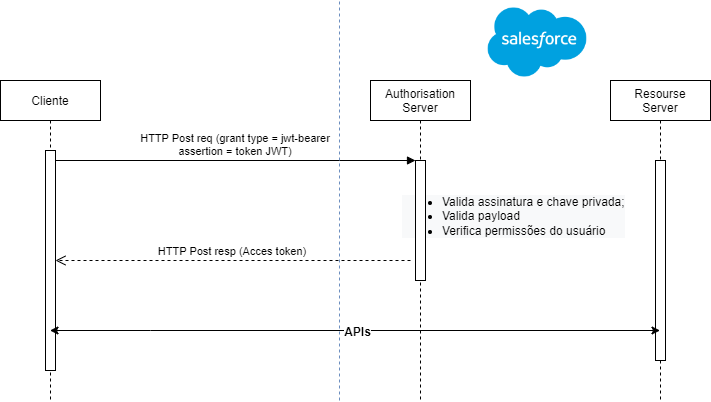 salesforce
Cliente
Authorisation
Server
Resourse
Server
HTTP Post req (grant type = jwt-bearer
assertion = token JWT)
Valida assinatura e chave privada;
Valida payload
Verifica permissões do usuário
HTTP Post resp (Acces token)
APIs